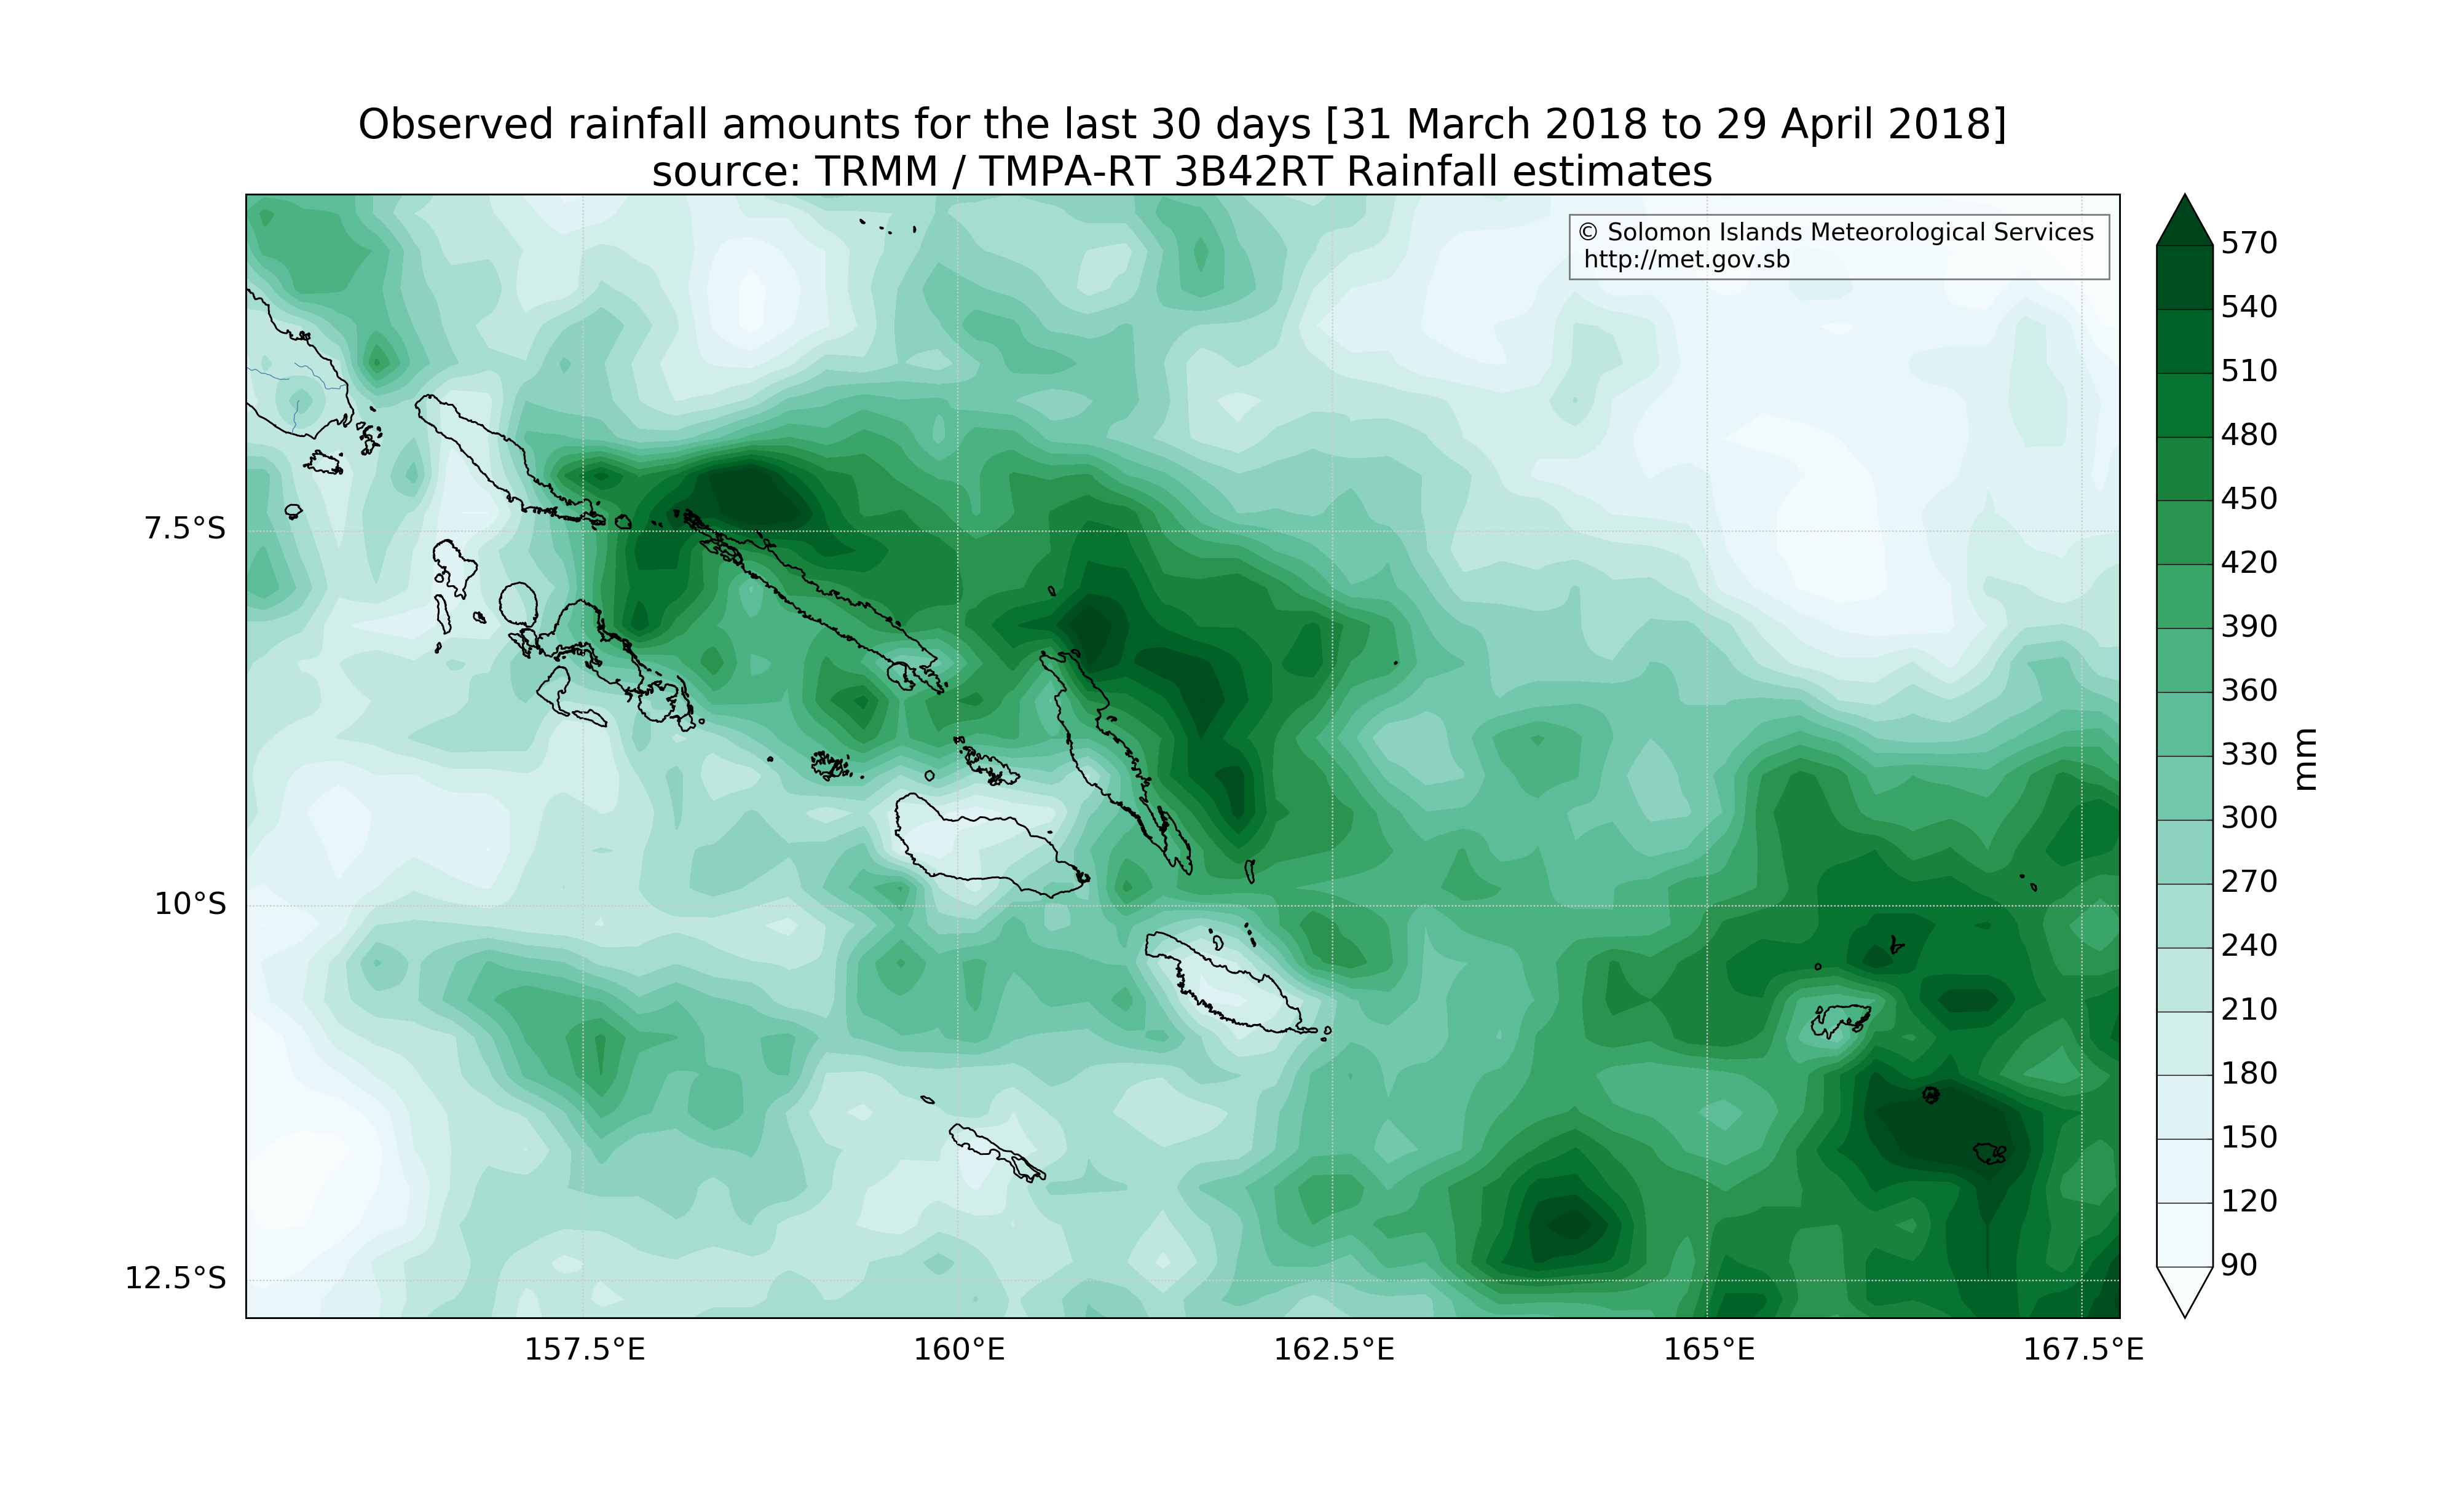 Observed rainfall amounts for the last 30 days [31 March 2018 to 29 April 2018]
source: TRMM / TMPA-RT 3B42RT Rainfall estimates
© Solomon Islands Meteorological Services
http://met.gov.sb
7.5°S
10°S
12.5°S
157.5°E
160°E
162.5°E
165°E
167.5°E
570
540
510
480
450
420
390
360
330
300
270
240
210
180
150
120
90
mm